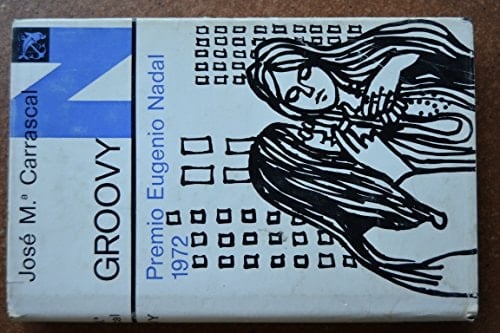 José M.ª Carrascal
GROOVY
Premio Eugenio Nadal
1972